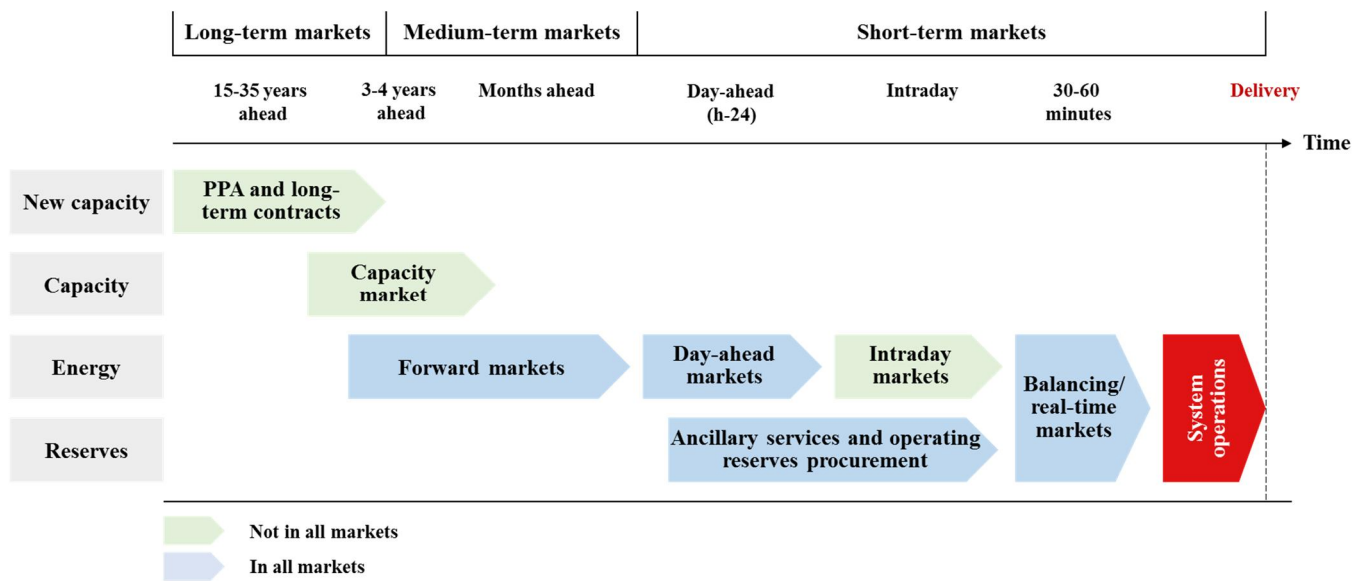 Long-term markets
Medium-term markets
Short-term markets
15-35 years
ahead
3-4 years
ahead
Months ahead
Day-ahead
(h-24)
Intraday
30-60
minutes
Delivery
Time
New capacity
PPA and long-
term contracts
Capacity
Capacity
market
Energy
Forward markets
Day-ahead
markets
Intraday
markets
Balancing/
real-time
markets
System
operations
Reserves
Ancillary services and operating
reserves procurement
Not in all markets
In all markets